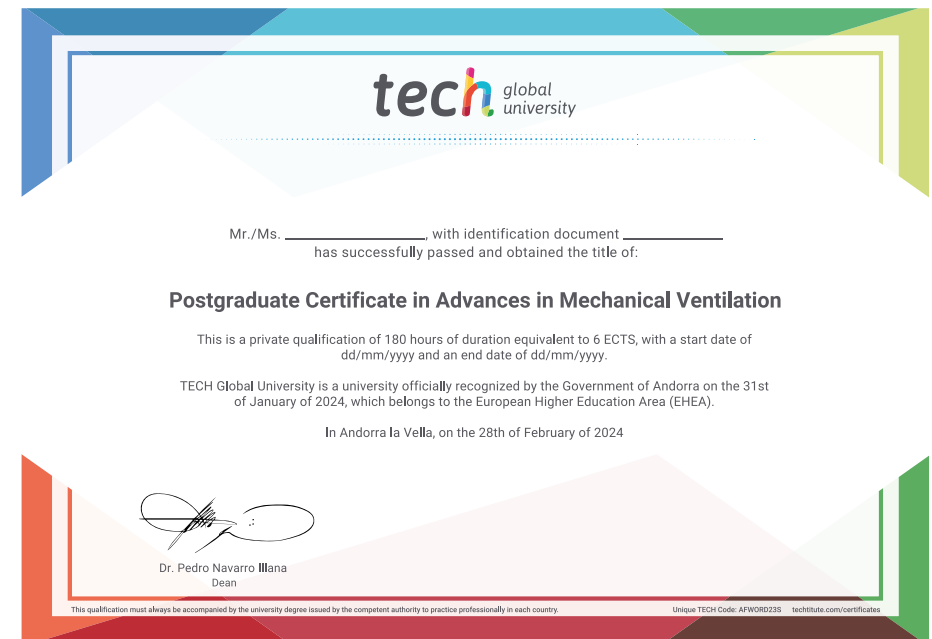 tech global university
Mr./Ms. ____________________, with identification document ______________
has successfully passed and obtained the title of:
Postgraduate Certificate in Advances in Mechanical Ventilation
This is a private qualification of 180 hours of duration equivalent to 6 ECTS, with a start date of
dd/mm/yyyy and an end date of dd/mm/yyyy.
TECH Global University is a university officially recognized by the Government of Andorra on the 31st
of January of 2024, which belongs to the European Higher Education Area (EHEA).
In Andorra la Vella, on the 28th of February of 2024
Dr. Pedro Navarro Illana
Dean
This qualification must always be accompanied by the university degree issued by the competent authority to practice professionally in each country. Unique TECH Code: AFWORD23S techtitute.com/certificates